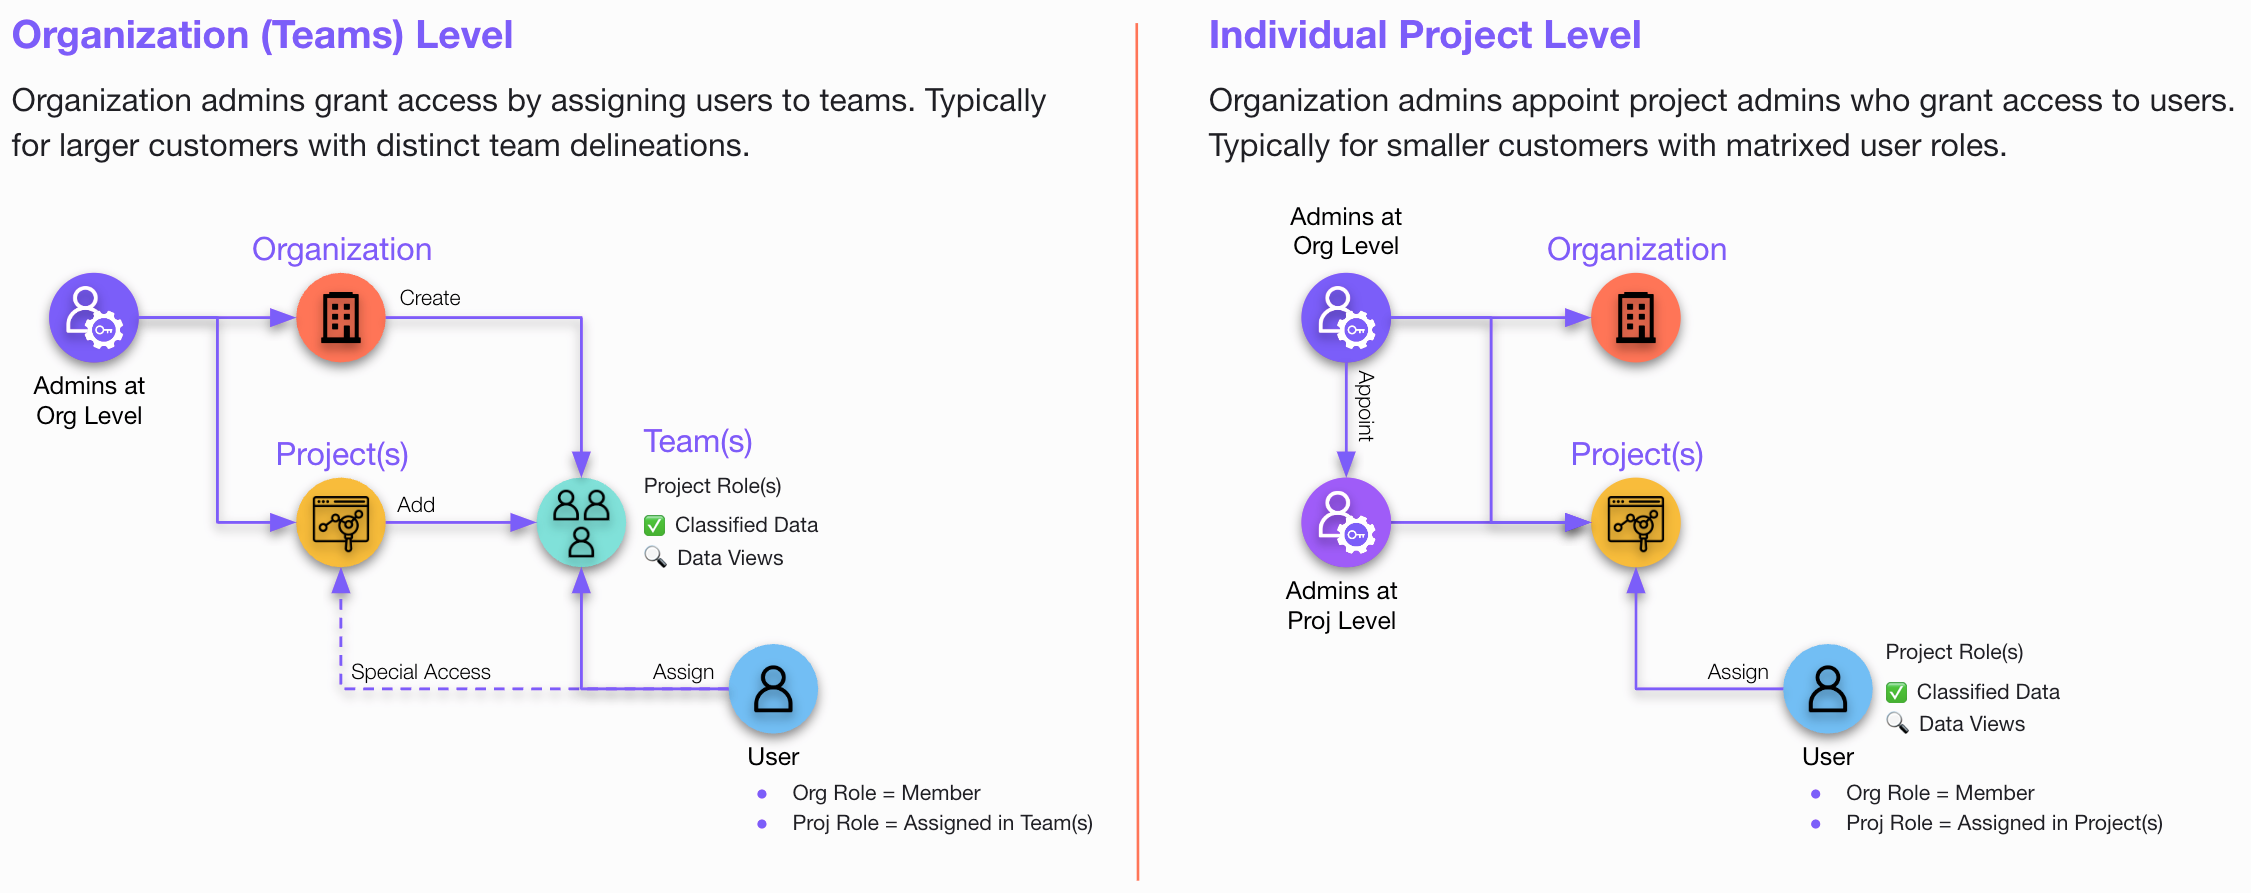 Organization (Teams) Level
Organization admins grant access by assigning users to teams. Typically
for larger customers with distinct team delineations.
Organization
Create
Admins at
Org Level
Project(s)
Add
Team(s)
Project Role(s)
✅ Classified Data
🔍 Data Views
Special Access
Assign
User
• Org Role = Member
• Proj Role = Assigned in Team(s)
Individual Project Level
Organization admins appoint project admins who grant access to users.
Typically for smaller customers with matrixed user roles.
Admins at
Org Level
Organization
Appoint
Project(s)
Admins at
Proj Level
Assign
Project Role(s)
✅ Classified Data
🔍 Data Views
User
• Org Role = Member
• Proj Role = Assigned in Project(s)